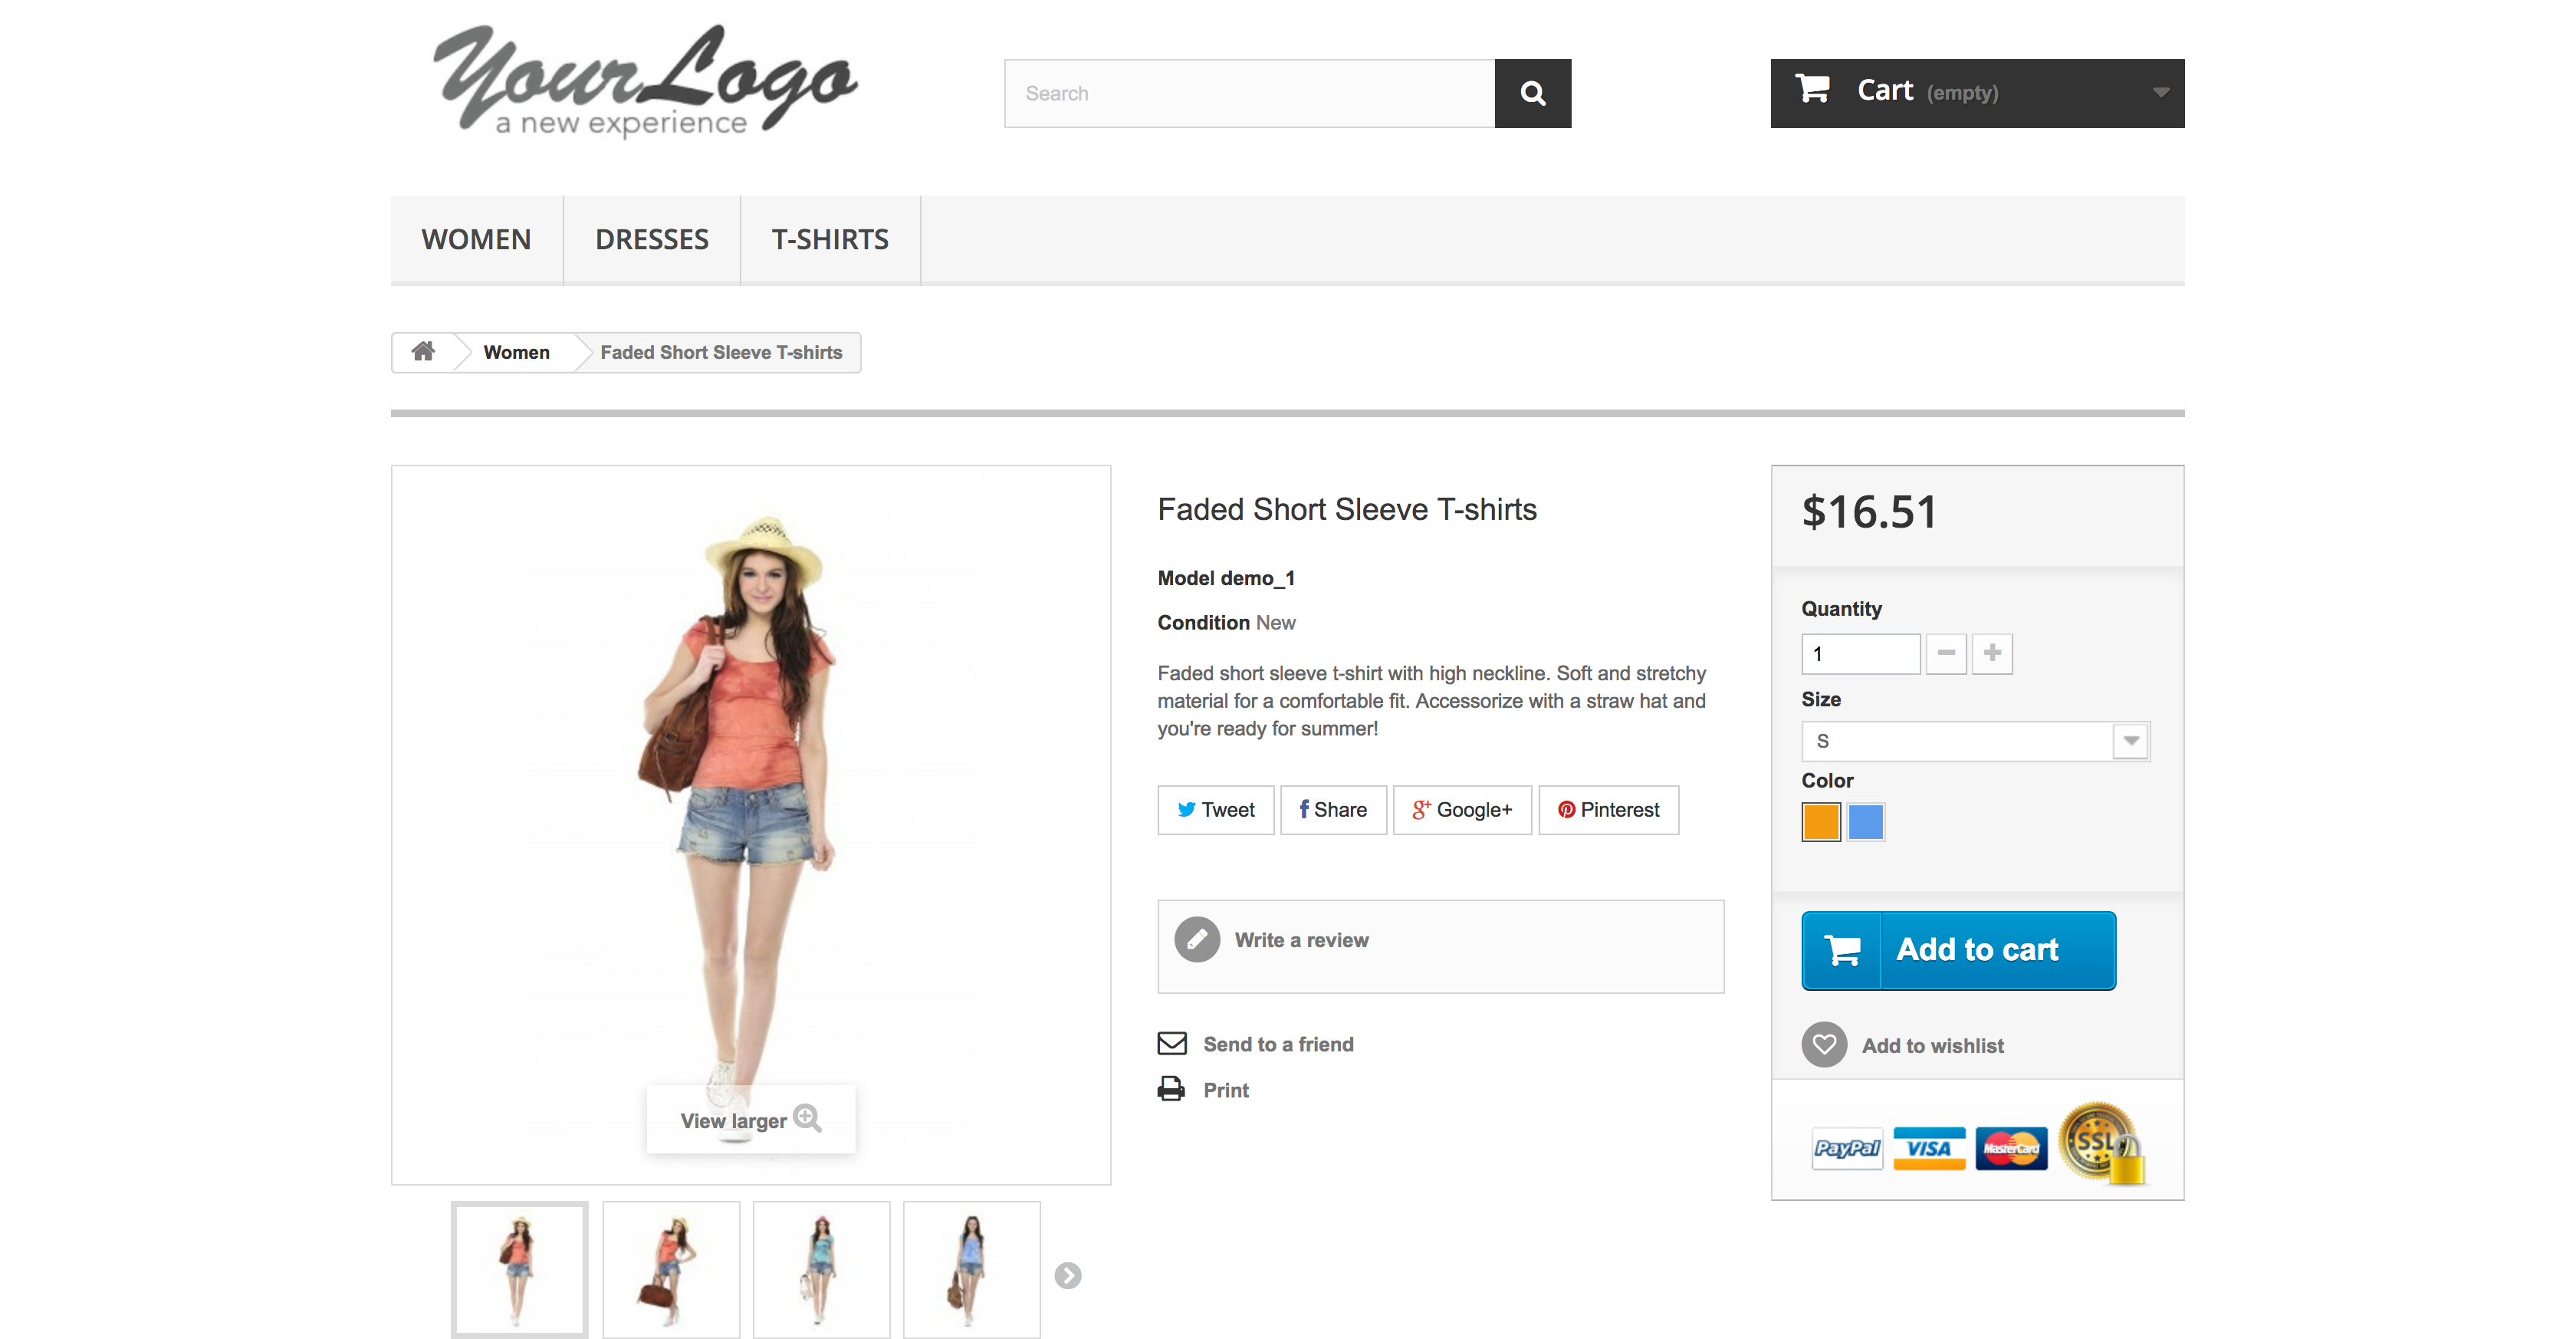 YourLogo
a new experience
Search
Cart (empty)
WOMEN
DRESSES
T-SHIRTS
Women
Faded Short Sleeve T-shirts
Faded Short Sleeve T-shirts
Model demo_1
Condition New
Faded short sleeve t-shirt with high neckline. Soft and stretchy
material for a comfortable fit. Accessorize with a straw hat and
you're ready for summer!
Tweet
f Share
g+ Google+
Pinterest
Write a review
Send to a friend
Print
View larger
$16.51
Quantity
1
Size
S
Color
Add to cart
Add to wishlist
PayPal
VISA
MasterCard
SSL